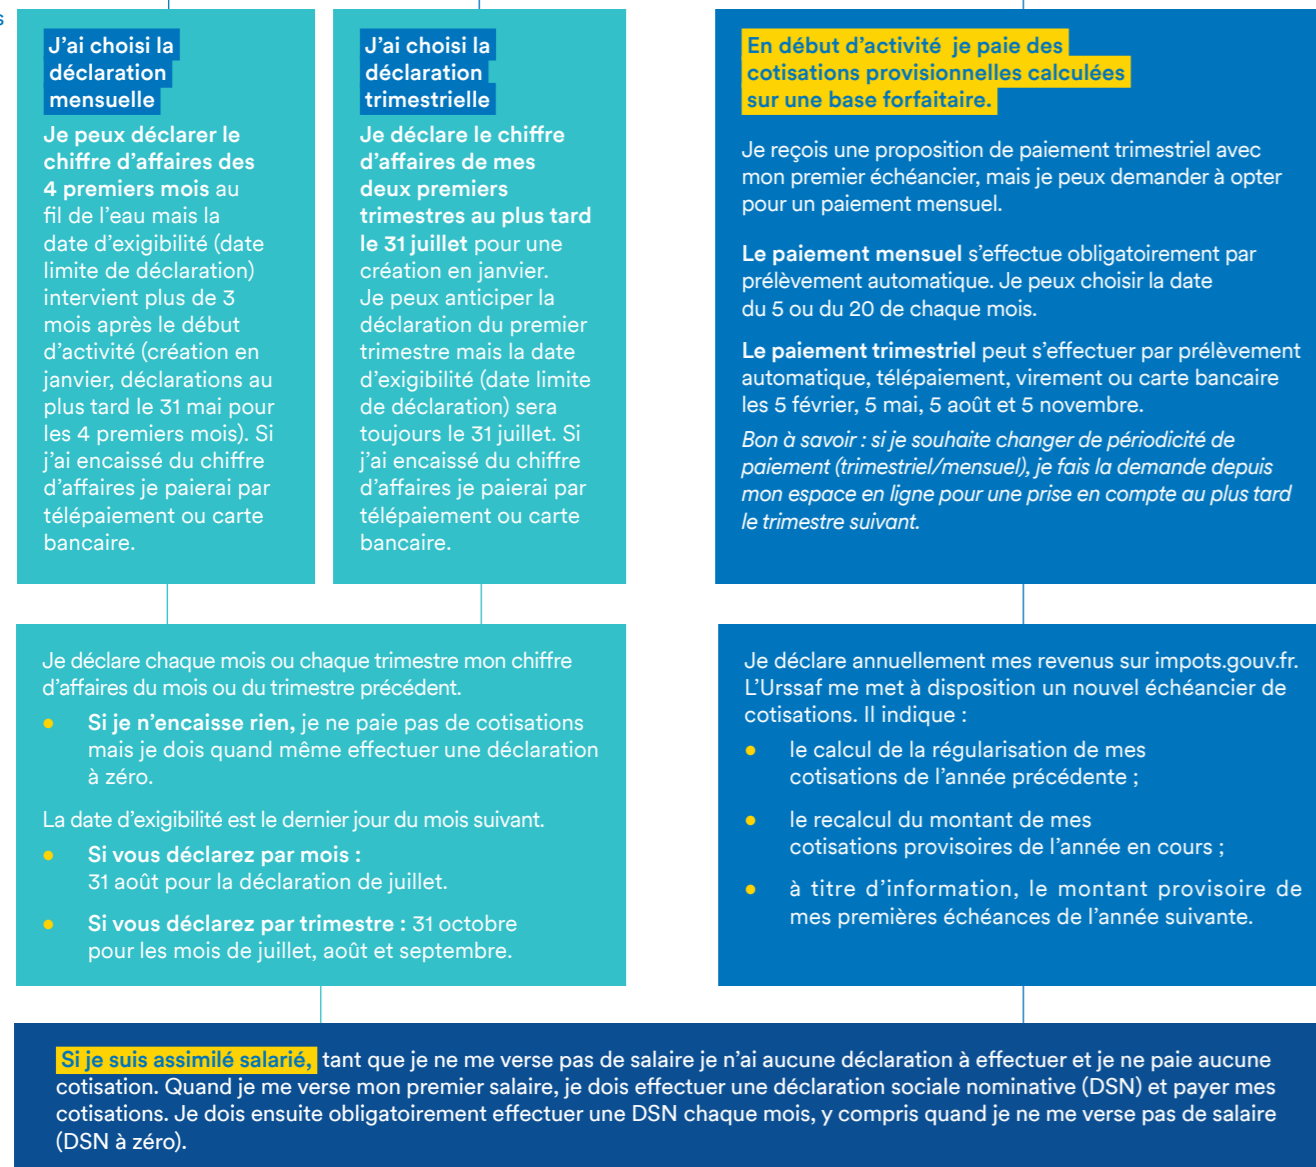 s
J'ai choisi la
déclaration
mensuelle
Je peux déclarer le
chiffre d'affaires des
4 premiers mois au
fil de l'eau mais la
date d'exigibilité (date
limite de déclaration)
intervient plus de 3
mois après le début
d'activité (création en
janvier, déclarations au
plus tard le 31 mai pour
les 4 premiers mois). Si
j'ai encaissé du chiffre
d'affaires je paierai par
télépaiement ou carte
bancaire.
J'ai choisi la
déclaration
trimestrielle
Je déclare le chiffre
d'affaires de mes
deux premiers
trimestres au plus tard
le 31 juillet pour une
création en janvier.
Je peux anticiper la
déclaration du premier
trimestre mais la date
d'exigibilité (date limite
de déclaration) sera
toujours le 31 juillet. Si
j'ai encaissé du chiffre
d'affaires je paierai par
télépaiement ou carte
bancaire.
En début d'activité je paie des
cotisations provisionnelles calculées
sur une base forfaitaire.
Je reçois une proposition de paiement trimestriel avec
mon premier échéancier, mais je peux demander à opter
pour un paiement mensuel.
Le paiement mensuel s'effectue obligatoirement par
prélèvement automatique. Je peux choisir la date
du 5 ou du 20 de chaque mois.
Le paiement trimestriel peut s'effectuer par prélèvement
automatique, télépaiement, virement ou carte bancaire
les 5 février, 5 mai, 5 août et 5 novembre.
Bon à savoir : si je souhaite changer de périodicité de
paiement (trimestriel/mensuel), je fais la demande depuis
mon espace en ligne pour une prise en compte au plus tard
le trimestre suivant.
Je déclare chaque mois ou chaque trimestre mon chiffre
d'affaires du mois ou du trimestre précédent.
• Si je n'encaisse rien, je ne paie pas de cotisations
mais je dois quand même effectuer une déclaration
à zéro.
La date d'exigibilité est le dernier jour du mois suivant.
• Si vous déclarez par mois :
31 août pour la déclaration de juillet.
• Si vous déclarez par trimestre : 31 octobre
pour les mois de juillet, août et septembre.
Je déclare annuellement mes revenus sur impots.gouv.fr.
L'Urssaf me met à disposition un nouvel échéancier de
cotisations. Il indique :
• le calcul de la régularisation de mes
cotisations de l'année précédente ;
• le recalcul du montant de mes
cotisations provisoires de l'année en cours ;
• à titre d'information, le montant provisoire de
mes premières échéances de l'année suivante.
Si je suis assimilé salarié, tant que je ne me verse pas de salaire je n'ai aucune déclaration à effectuer et je ne paie aucune
cotisation. Quand je me verse mon premier salaire, je dois effectuer une déclaration sociale nominative (DSN) et payer mes
cotisations. Je dois ensuite obligatoirement effectuer une DSN chaque mois, y compris quand je ne me verse pas de salaire
(DSN à zéro).